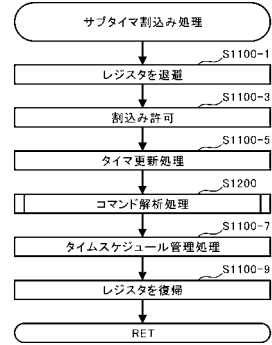 サブタイマ割込み処理
S1100-1
レジスタを退避
S1100-3
割込み許可
S1100-5
タイマ更新処理
S1200
コマンド解析処理
S1100-7
タイムスケジュール管理処理
S1100-9
レジスタを復帰
RET